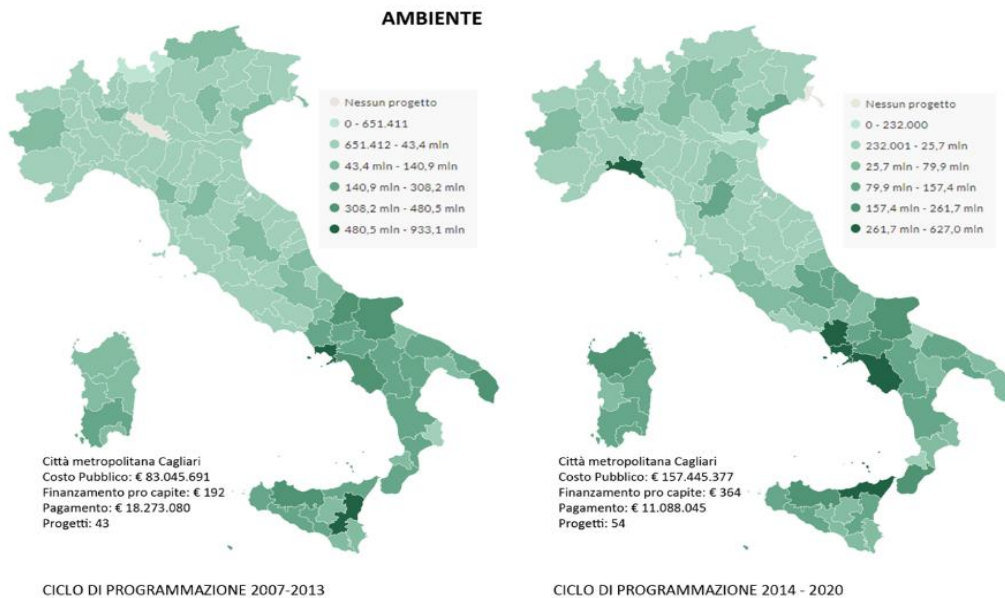 AMBIENTE
Nessun progetto
0 - 651.411
651.412 - 43,4 mln
43,4 mln - 140,9 mln
140,9 mln - 308,2 mln
308,2 mln - 480,5 mln
480,5 mln - 933,1 mln
Nessun progetto
0 - 232.000
232.001 - 25,7 mln
25,7 mln - 79,9 mln
79,9 mln - 157,4 mln
157,4 mln - 261,7 mln
261,7 mln - 627,0 mln
Città metropolitana Cagliari
Costo Pubblico: € 83.045.691
Finanzamento pro capite: € 192
Pagamento: € 18.273.080
Progetti: 43
Città metropolitana Cagliari
Costo Pubblico: € 157.445.377
Finanzamento pro capite: € 364
Pagamento: € 11.088.045
Progetti: 54
CICLO DI PROGRAMMAZIONE 2007-2013
CICLO DI PROGRAMMAZIONE 2014 - 2020